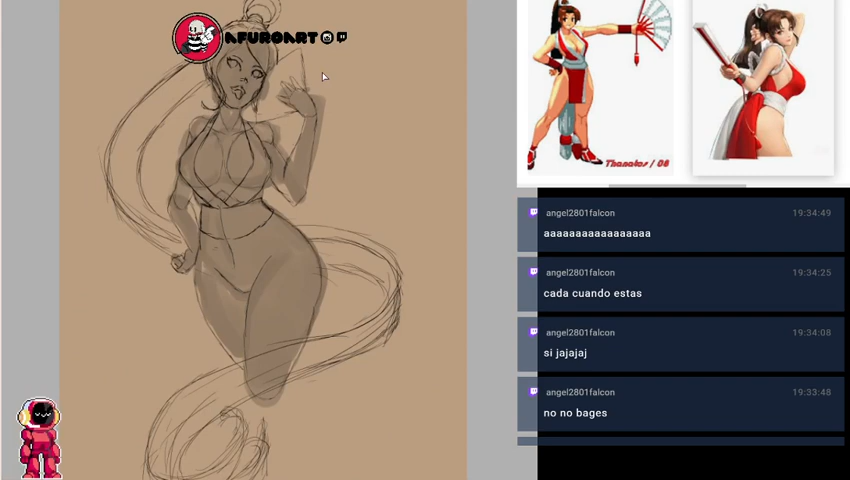 AFUROART
Thanatos / 08
angel2801falcon 19:34:49
aaaaaaaaaaaaaaaaa
angel2801falcon 19:34:25
cada cuando estas
angel2801falcon 19:34:08
si jajajaj
angel2801falcon 19:33:48
no no bages